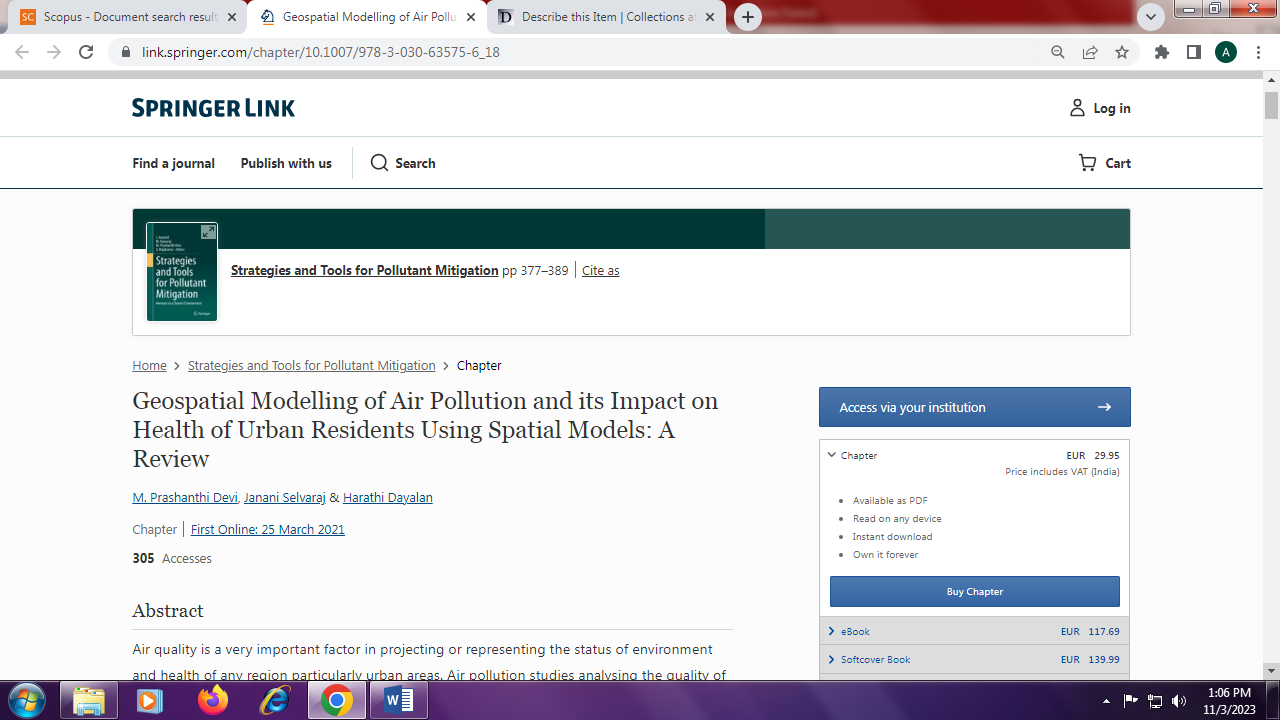 SC Scopus - Document search result
Geospatial Modelling of Air Pollu
Describe this Item | Collections a
link.springer.com/chapter/10.1007/978-3-030-63575-6_18
A
SPRINGER LINK
Log in
Find a journal
Publish with us
Search
Cart
Strategies
and Tools
for Pollutant
Mitigation
Springer
Strategies and Tools for Pollutant Mitigation pp 377–389 | Cite as
Home > Strategies and Tools for Pollutant Mitigation > Chapter
Geospatial Modelling of Air Pollution and its Impact on
Health of Urban Residents Using Spatial Models: A
Review
M. Prashanthi Devi, Janani Selvaraj & Harathi Dayalan
Chapter | First Online: 25 March 2021
305 Accesses
Abstract
Air quality is a very important factor in projecting or representing the status of environment
and health of any region particularly urban areas. Air pollution studies analysing the quality of
Access via your institution
Chapter EUR 29.95
Price includes VAT (India)
Available as PDF
Read on any device
Instant download
Own it forever
Buy Chapter
eBook EUR 117.69
Softcover Book EUR 139.99
1:06 PM
11/3/2023